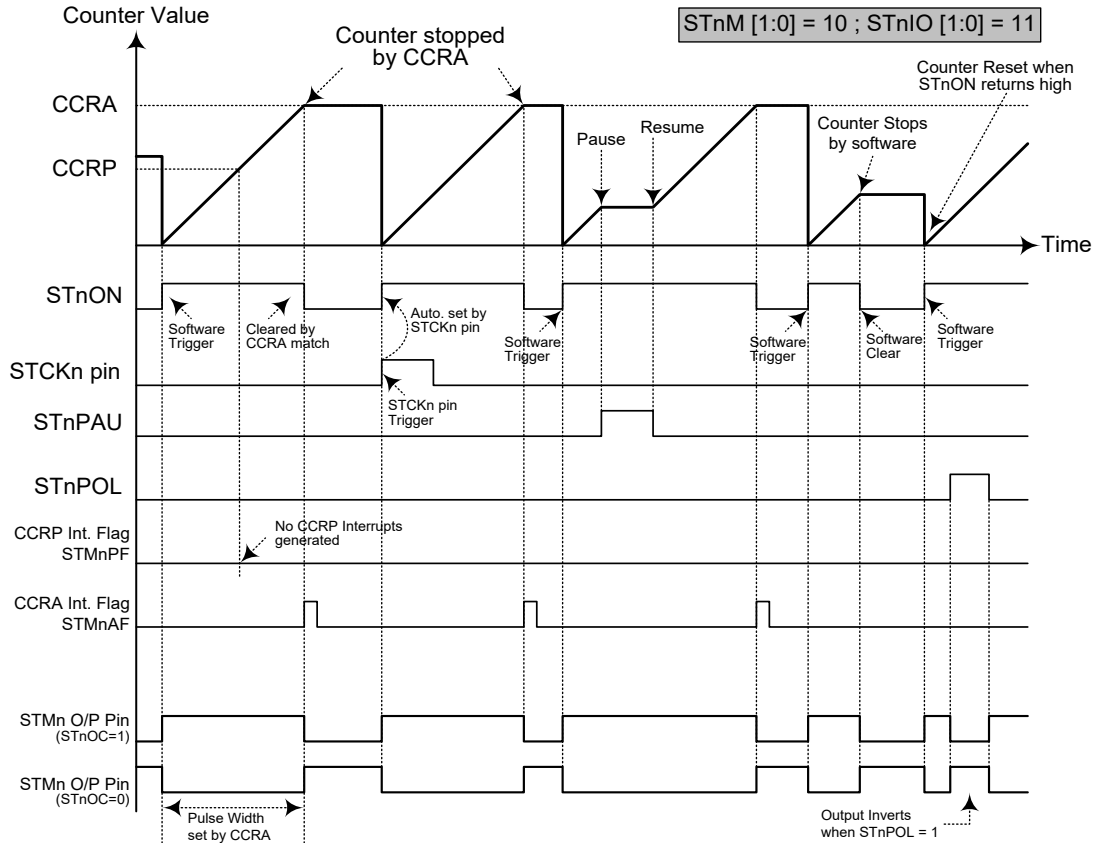 Counter Value
STnM [1:0] = 10 ; STnIO [1:0] = 11
Counter stopped
by CCRA
Counter Reset when
STnON returns high
CCRA
Counter Stops
by software
Pause
Resume
CCRP
Time
STnON
Software
Trigger
Cleared by
CCRA match
Auto. set by
STCKn pin
Software
Trigger
Software
Trigger
Software
Clear
Software
Trigger
STCKn pin
STCKn pin
Trigger
STnPAU
STnPOL
CCRP Int. Flag
STMnPF
No CCRP Interrupts
generated
CCRA Int. Flag
STMnAF
STMn O/P Pin
(STnOC=1)
STMn O/P Pin
(STnOC=0)
Pulse Width
set by CCRA
Output Inverts
when STnPOL = 1